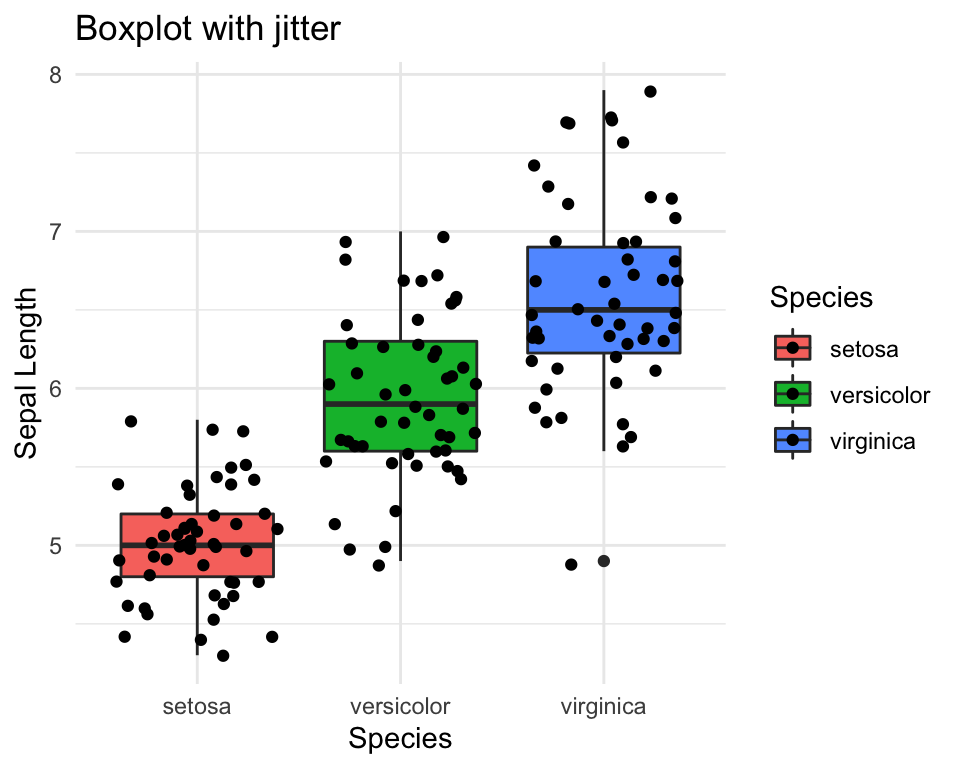 Boxplot with jitter
8
7
6
5
Sepal Length
setosa
versicolor
virginica
Species
Species
setosa
versicolor
virginica